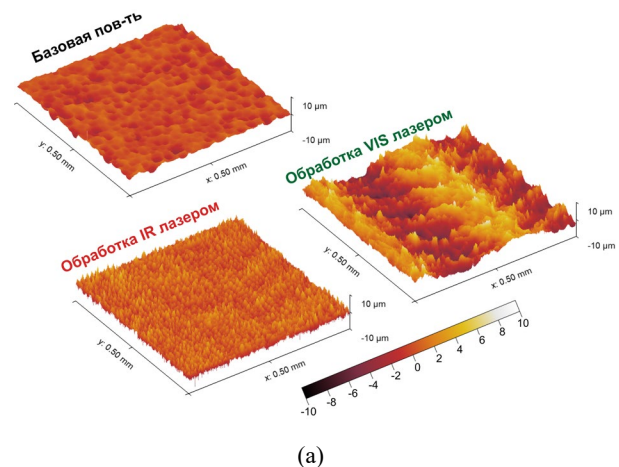 Базовая пов-ть
10 µm
-10 µm
y: 0.50 mm
x: 0.50 mm
Обработка VIS лазером
10 µm
-10 µm
y: 0.50 mm
x: 0.50 mm
Обработка IR лазером
10 µm
-10 µm
y: 0.50 mm
x: 0.50 mm
-10 -8 -6 -4 -2 0 2 4 6 8 10
(a)